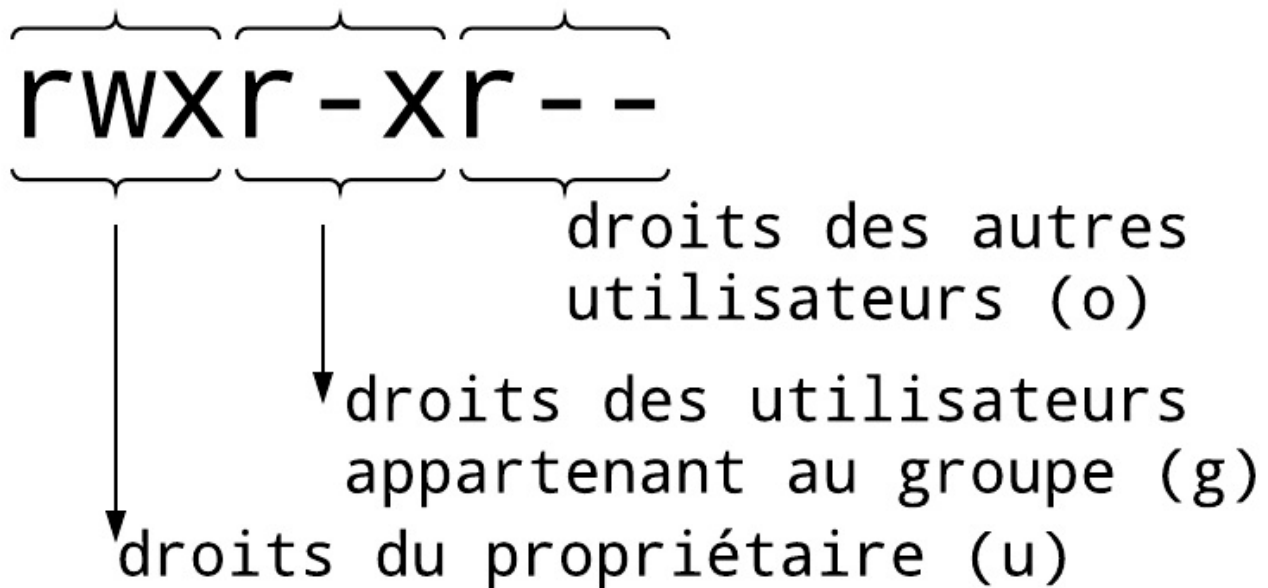 rwxr-xr--
droits des autres
utilisateurs (o)
droits des utilisateurs
appartenant au groupe (g)
droits du propriétaire (u)